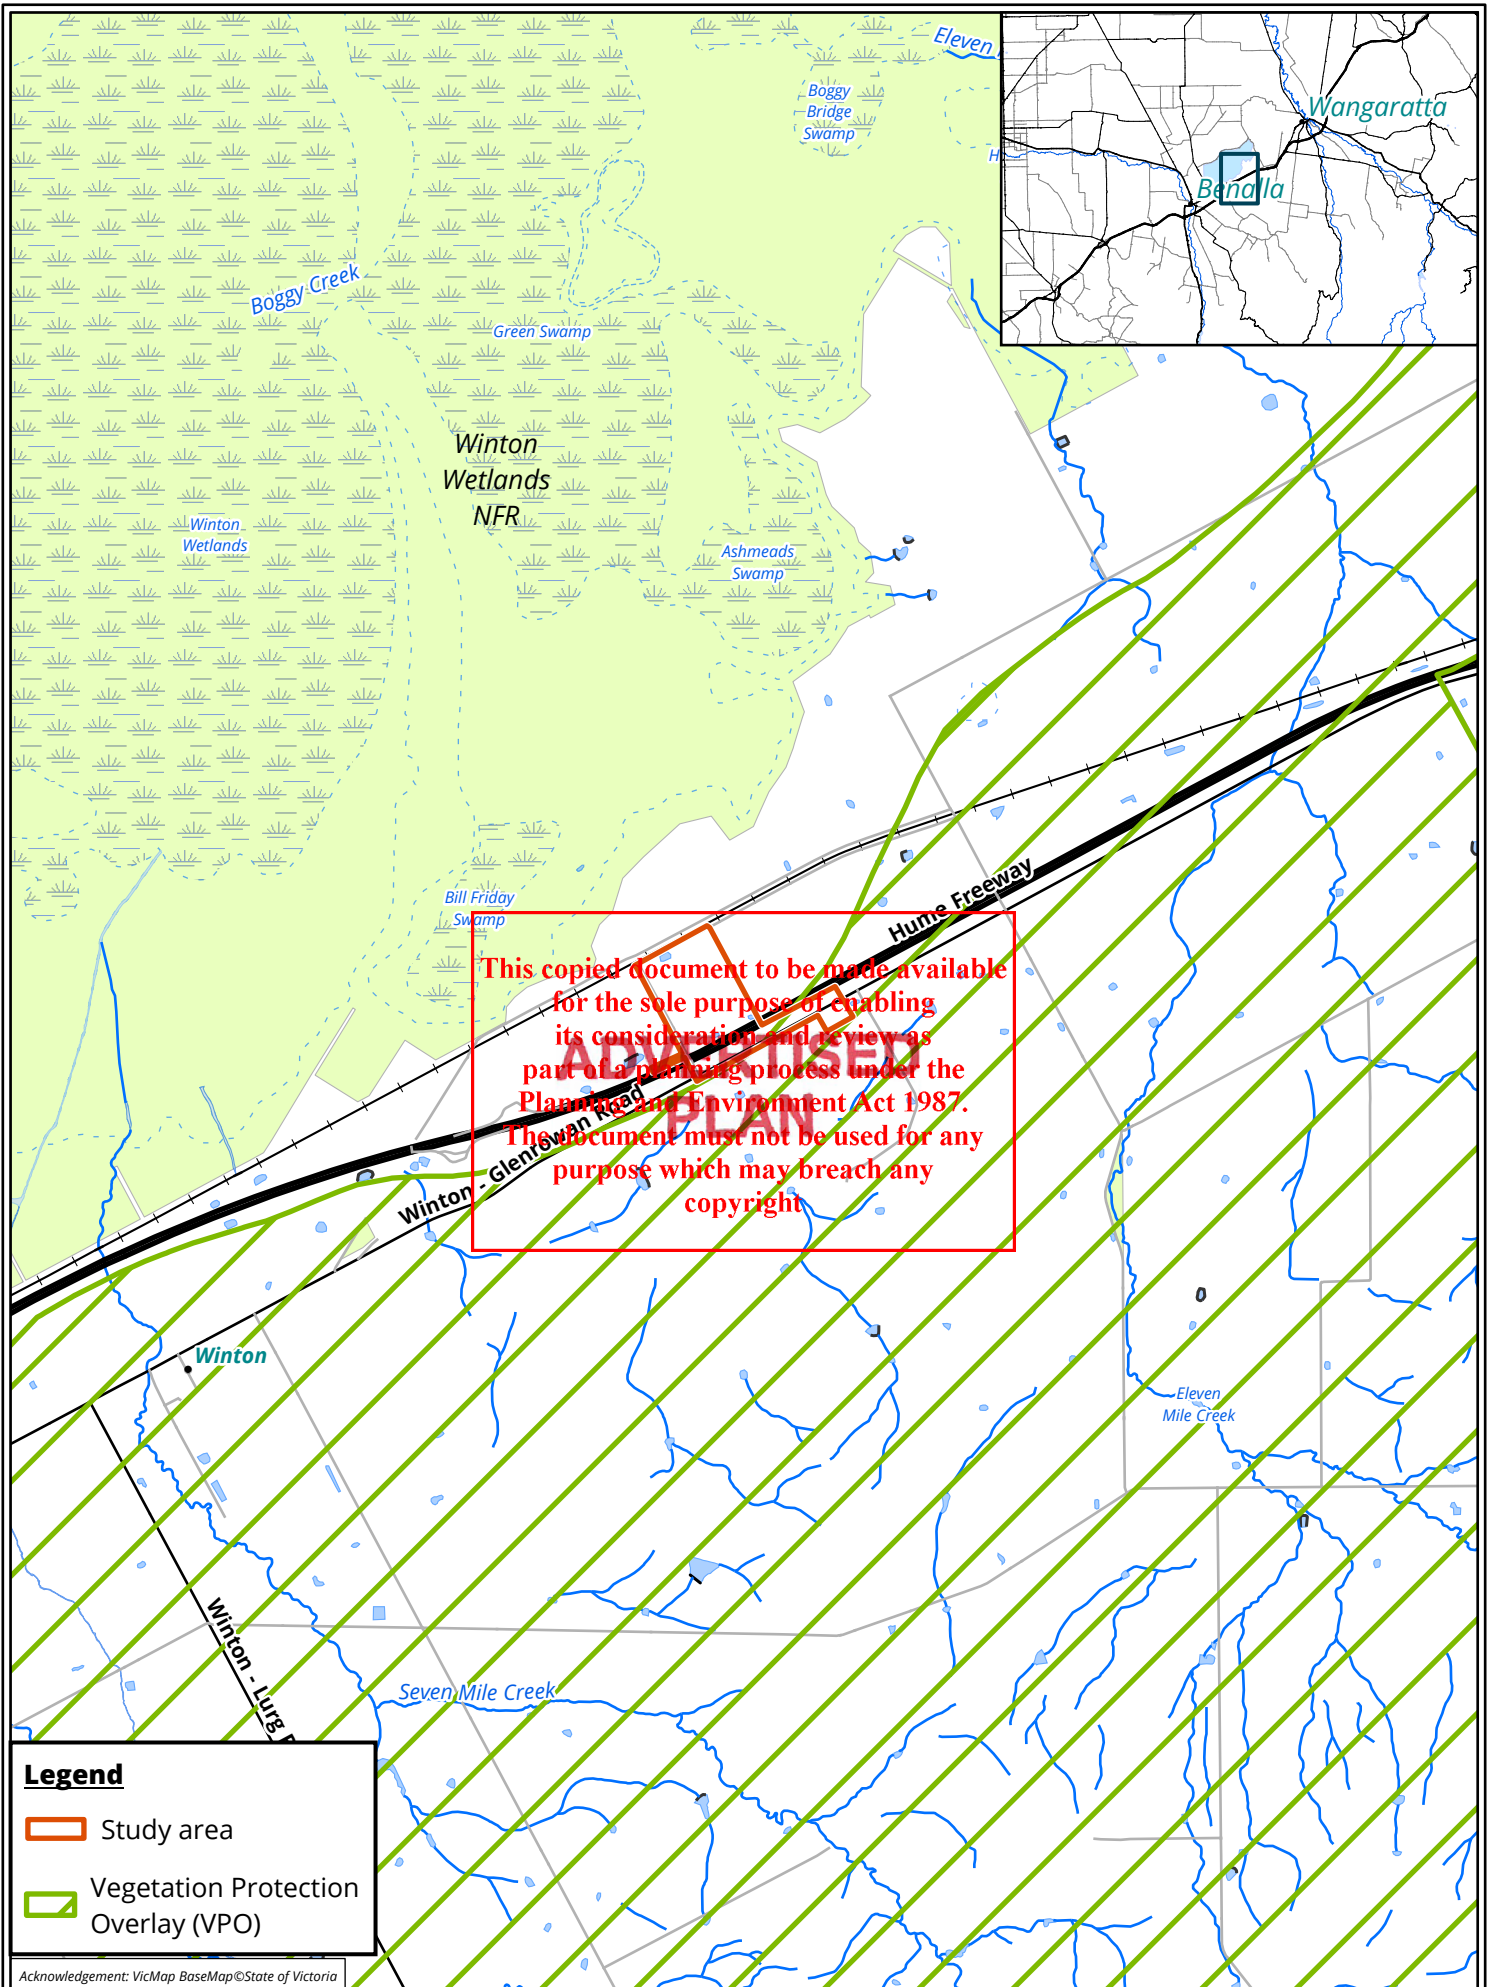 Eleven
Boggy
Bridge
Swamp
H
Wangaratta
Benalla
Boggy Creek
Green Swamp
Winton
Wetlands
NFR
Winton
Wetlands
Ashmeads
Swamp
Bill Friday
Swamp
Hume Freeway
This copied document to be made available
for the sole purpose of enabling
its consideration and review as
part of a planning process under the
Planning and Environment Act 1987.
The document must not be used for any
purpose which may breach any
copyright
ADVERTISED
PLAN
Winton - Glenrowan Road
Winton
Eleven
Mile Creek
Winton - Lurg R
Seven Mile Creek
Legend
Study area
Vegetation Protection
Overlay (VPO)
Acknowledgement: VicMap BaseMap©State of Victoria